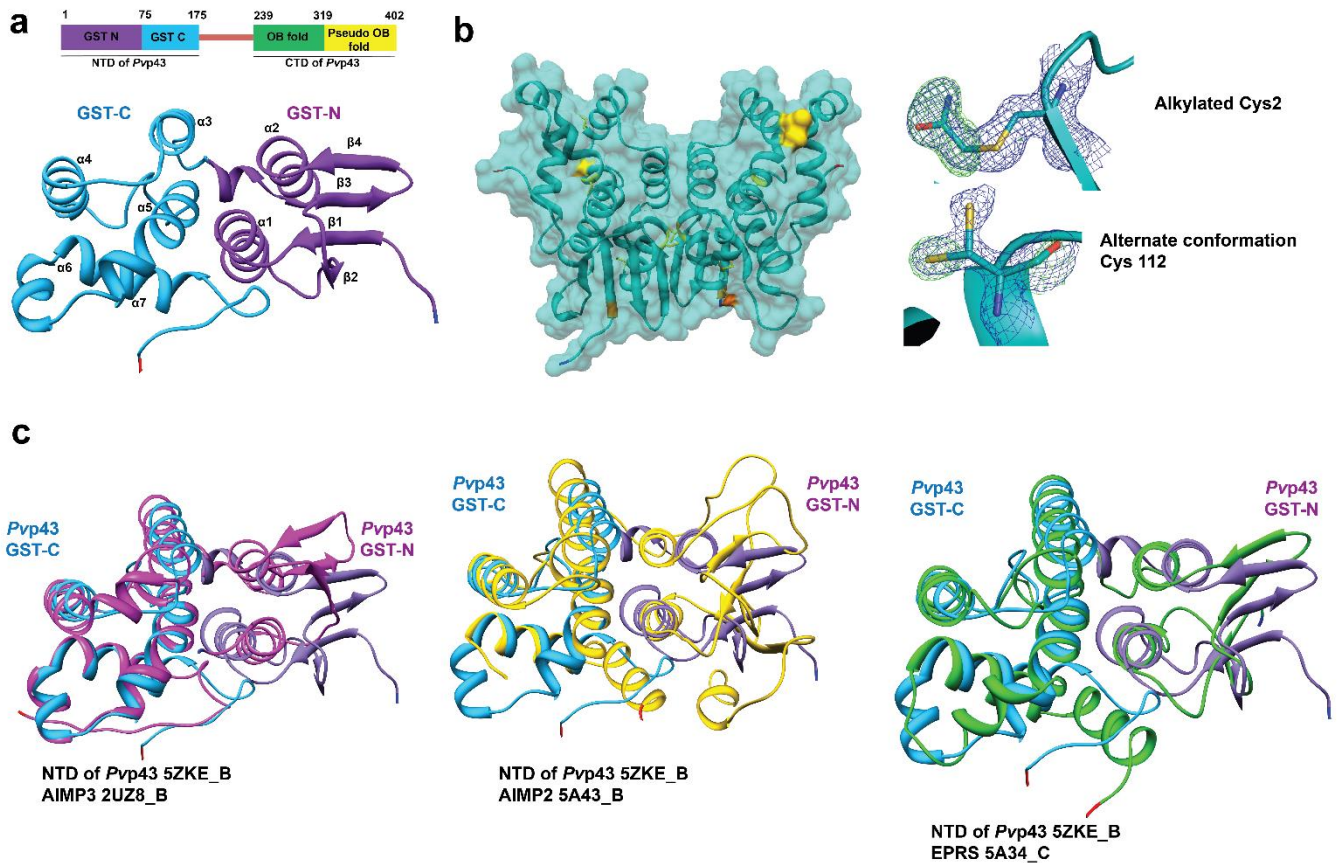 a
1 75 175 239 319 402
GST N GST C OB fold Pseudo OB
fold
NTD of Pvp43 CTD of Pvp43
GST-C GST-N
α3
α2
β4
α4
β3
α5
α1
β1
α6
β2
α7
b
Alkylated Cys2
Alternate conformation
Cys 112
c
Pvp43
GST-C
Pvp43
GST-N
NTD of Pvp43 5ZKE_B
AIMP3 2UZ8_B
Pvp43
GST-C
Pvp43
GST-N
NTD of Pvp43 5ZKE_B
AIMP2 5A43_B
Pvp43
GST-C
Pvp43
GST-N
NTD of Pvp43 5ZKE_B
EPRS 5A34_C